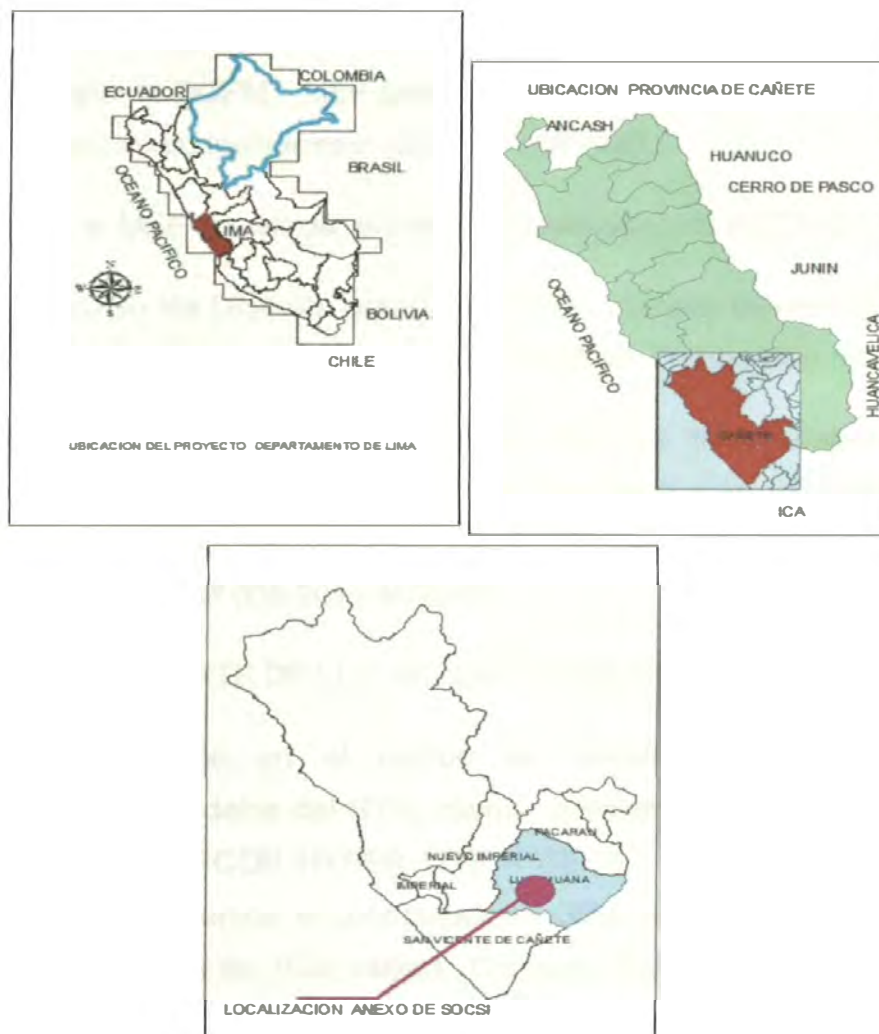 COLOMBIA
ECUADOR
BRASIL
OCEANO PACIFICO
LIMA
BOLIVIA
CHILE
UBICACION DEL PROYECTO DEPARTAMENTO DE LIMA
UBICACION PROVINCIA DE CAÑETE
ANCASH
HUANUCO
CERRO DE PASCO
JUNIN
OCEANO PACIFICO
HUANCAVELICA
CAÑETE
ICA
PACARAN
NUEVO IMPERIAL
IMPERIAL
SAN VICENTE DE CAÑETE
LOCALIZACION ANEXO DE SOCSI